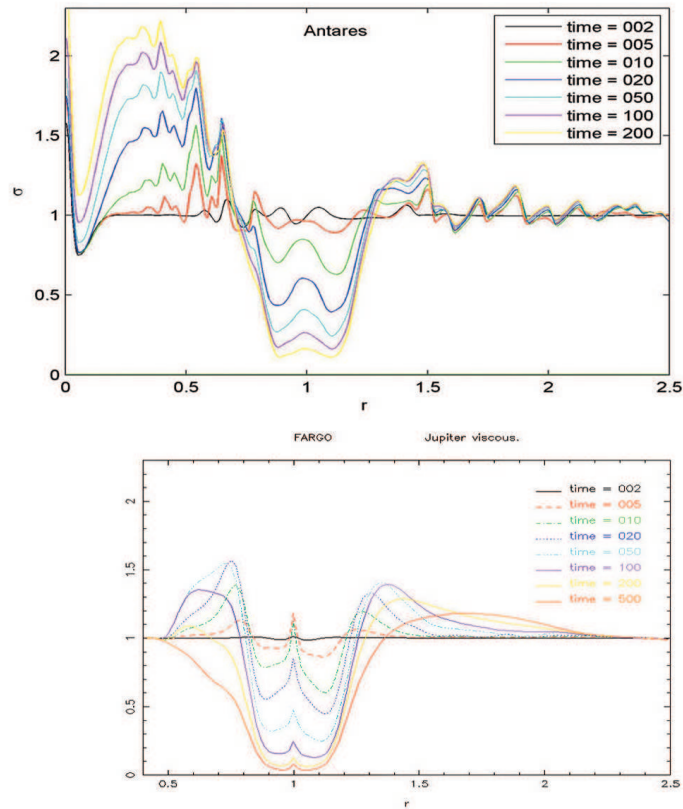 Antares
time = 002
time = 005
time = 010
time = 020
time = 050
time = 100
time = 200
2
1.5
σ
1
0.5
0
0
0.5
1
1.5
2
2.5
r
FARGO Jupiter viscous.
time = 002
time = 005
time = 010
time = 020
time = 050
time = 100
time = 200
time = 500
2
1.5
1
0.5
0
0.5
1
1.5
2
2.5
r